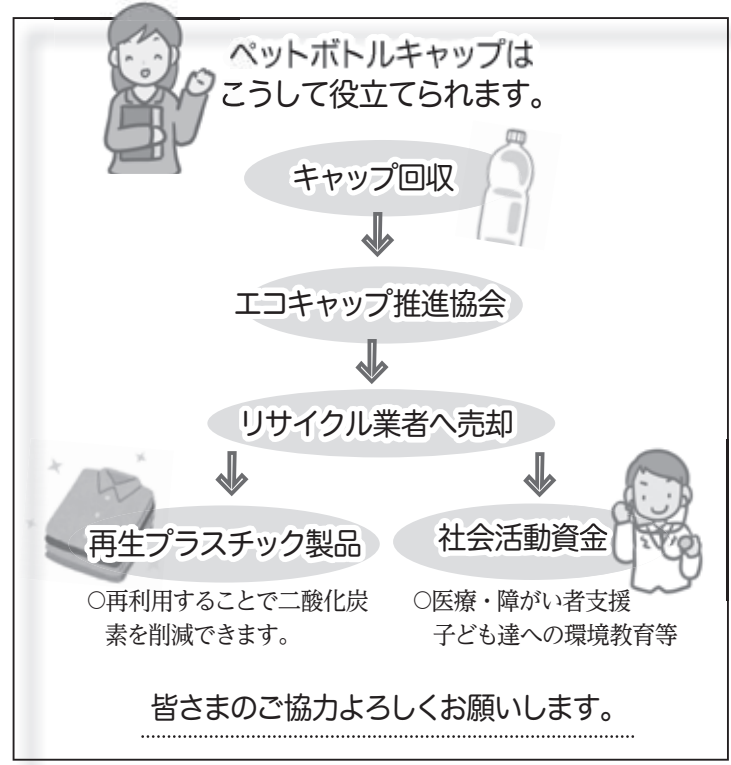 ペットボトルキャップは
こうして役立てられます。
キャップ回収
エコキャップ推進協会
リサイクル業者へ売却
再生プラスチック製品
社会活動資金
○再利用することで二酸化炭
素を削減できます。
○医療・障がい者支援
子ども達への環境教育等
皆さまのご協力よろしくお願いします。